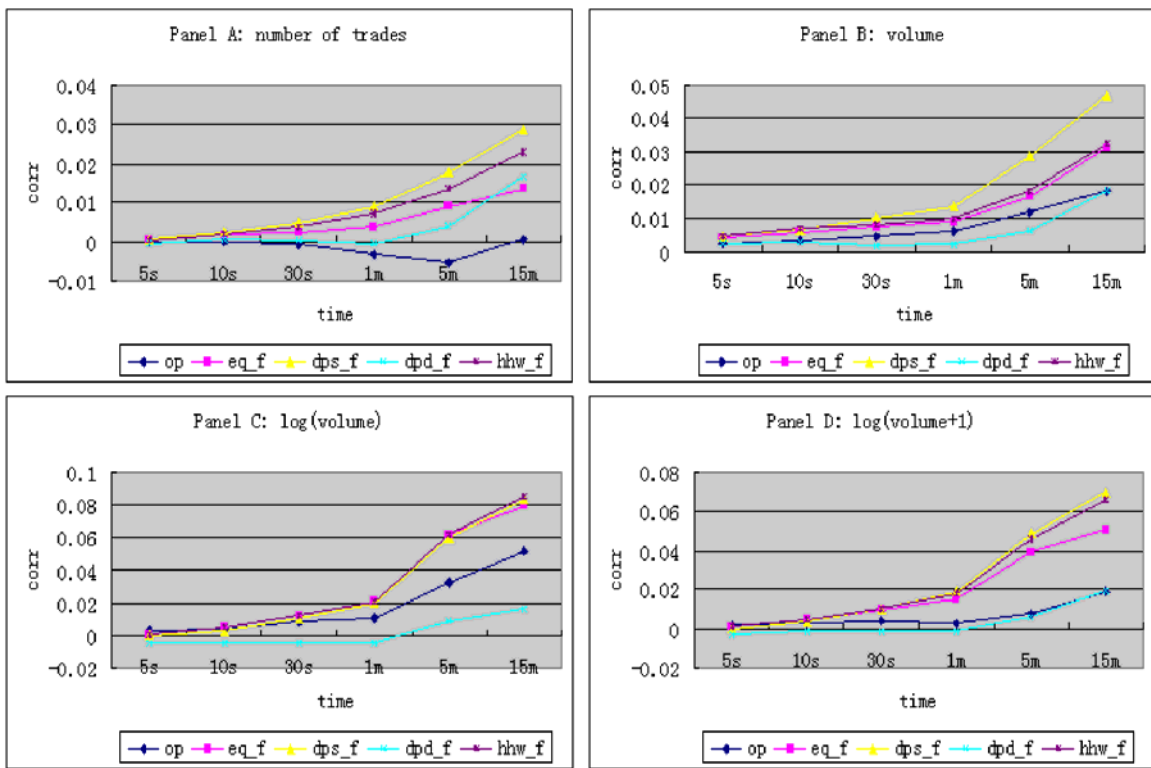 Panel A: number of trades
0.04
0.03
0.02
0.01
0
-0.01
corr
5s 10s 30s 1m 5m 15m
time
op eq_f dps_f dpd_f hhw_f
Panel B: volume
0.05
0.04
0.03
0.02
0.01
0
corr
5s 10s 30s 1m 5m 15m
time
op eq_f dps_f dpd_f hhw_f
Panel C: log(volume)
0.1
0.08
0.06
0.04
0.02
0
-0.02
corr
5s 10s 30s 1m 5m 15m
time
op eq_f dps_f dpd_f hhw_f
Panel D: log(volume+1)
0.08
0.06
0.04
0.02
0
-0.02
corr
5s 10s 30s 1m 5m 15m
time
op eq_f dps_f dpd_f hhw_f